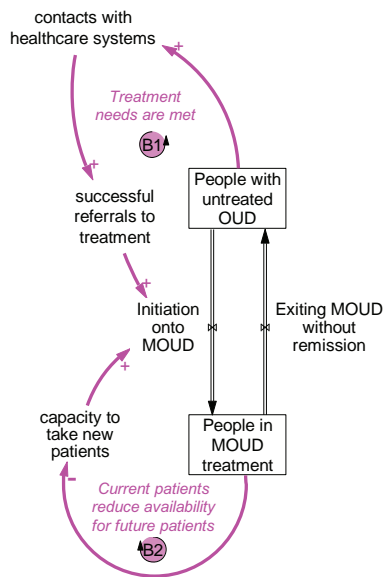 contacts with
healthcare systems
+
Treatment
needs are met
B1
+
People with
untreated
OUD
successful
referrals to
treatment
+
Initiation
onto
MOUD
Exiting MOUD
without
remission
+
capacity to
take new
patients
People in
MOUD
treatment
-
Current patients
reduce availability
for future patients
B2